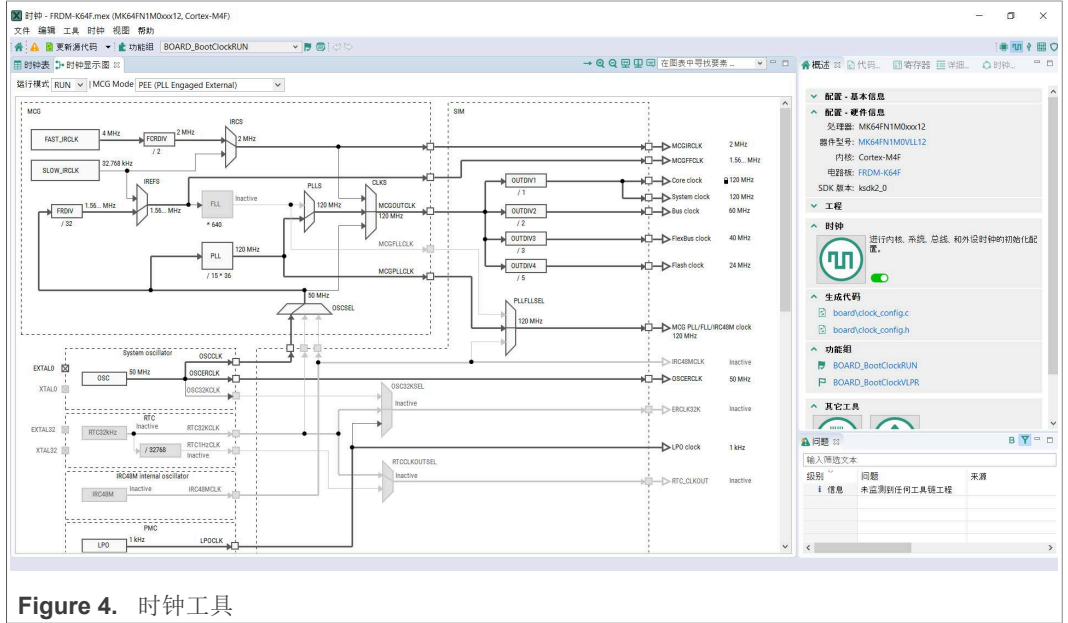 时钟 - FRDM-K64F.mex (MK64FN1M0xxx12, Cortex-M4F)
文件 编辑 工具 时钟 视图 帮助
更新源代码 功能组 BOARD_BootClockRUN
时钟表 时钟显示图 在图表中寻找要素 ...
运行模式 RUN MCG Mode PEE (PLL Engaged External)
MCG
FAST_IRCLK 4 MHz FCRDIV 2 MHz
/ 2
IRCS
2 MHz
SLOW_IRCLK 32.768 kHz
IREFS
FRDIV 1.56... MHz
/ 32
1.56... MHz
FLL Inactive
* 640
PLLS
120 MHz
CLKS
MCGOUTCLK
120 MHz
PLL 120 MHz
/ 15 * 36
MCGFLLCLK
MCGPLLCLK
50 MHz
OSCSEL
SIM
OUTDIV1
/ 1
OUTDIV2
/ 2
OUTDIV3
/ 3
OUTDIV4
/ 5
PLLFLLSEL
120 MHz
MCGIRCLK 2 MHz
MCGFFCLK 1.56... MHz
Core clock 120 MHz
System clock 120 MHz
Bus clock 60 MHz
FlexBus clock 40 MHz
Flash clock 24 MHz
MCG PLL/FLL/IRC48M clock
120 MHz
IRC48MCLK Inactive
OSCERCLK 50 MHz
ERCLK32K Inactive
LPO clock 1 kHz
RTC_CLKOUT Inactive
System oscillator
EXTAL0
XTAL0
OSC 50 MHz
OSCCLK
OSCERCLK
OSC32KCLK
OSC32KSEL
Inactive
RTC
EXTAL32
XTAL32
RTC32kHz Inactive
RTC32KCLK
/ 32768
RTC1HzCLK
Inactive
RTCCLKOUTSEL
Inactive
IRC48M internal oscillator
IRC48M Inactive IRC48MCLK
PMC
LPO 1 kHz LPOCLK
概述 代码... 寄存器 详细... 时钟...
配置 - 基本信息
配置 - 硬件信息
处理器: MK64FN1M0xxx12
器件型号: MK64FN1M0VLL12
内核: Cortex-M4F
电路板: FRDM-K64F
SDK 版本: ksdk2_0
工程
时钟
进行内核, 系统, 总线, 和外设时钟的初始化配
置。
生成代码
board\clock_config.c
board\clock_config.h
功能组
BOARD_BootClockRUN
BOARD_BootClockVLPR
其它工具
问题
输入筛选文本
级别 问题 来源
信息 未监测到任何工具链工程
Figure 4. 时钟工具